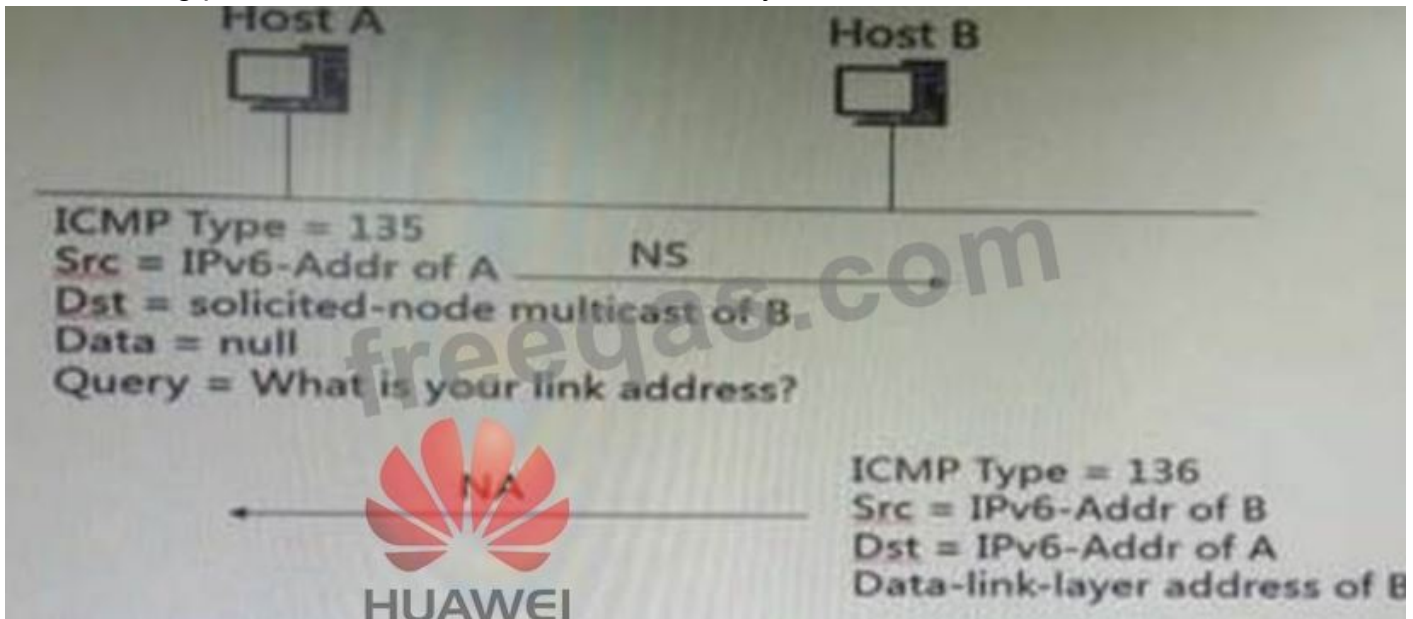 Host A
Host B
ICMP Type = 135
Src = IPv6-Addr of A
NS
Dst = solicited-node multicast of B
Data = null
Query = What is your link address?
freeqas.com
NA
HUAWEI
ICMP Type = 136
Src = IPv6-Addr of B
Dst = IPv6-Addr of A
Data-link-layer address of B